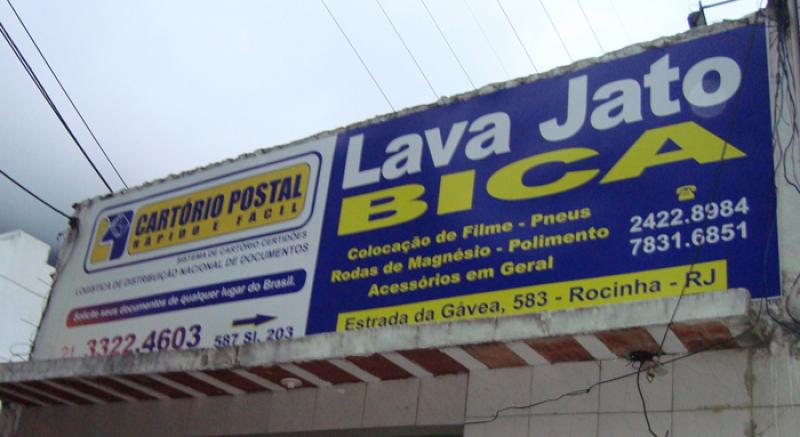 CARTÓRIO POSTAL
RÁPIDO E FÁCIL
SISTEMA DE CARTÓRIO CERTIDÕES
LOGÍSTICA DE DISTRIBUIÇÃO NACIONAL DE DOCUMENTOS
Solicite seus documentos de qualquer lugar do Brasil.
21 3322.4603
587 Sl. 203
Lava Jato
BICA
Colocação de Filme - Pneus
Rodas de Magnésio - Polimento
Acessórios em Geral
2422.8984
7831.6851
Estrada da Gávea, 583 - Rocinha - RJ